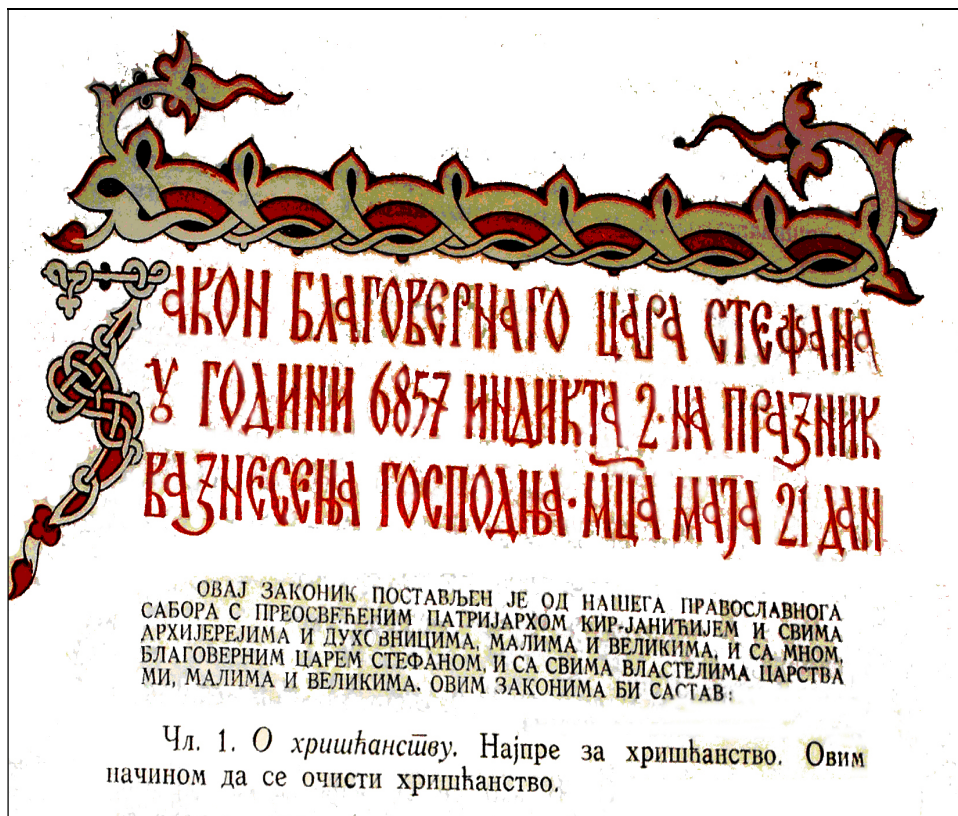 Закон благовернаго цара Стефана
у години 6857 индикта 2· на празник
вазнесења Господња· мца маја 21 дан
ОВАЈ ЗАКОНИК ПОСТАВЉЕН ЈЕ ОД НАШЕГА ПРАВОСЛАВНОГА
САБОРА С ПРЕОСВЕЋЕНИМ ПАТРИЈАРХОМ КИР-ЈАНИЋИЈЕМ И СВИМА
АРХИЈЕРЕЈИМА И ДУХОВНИЦИМА, МАЛИМА И ВЕЛИКИМА, И СА МНОМ,
БЛАГОВЕРНИМ ЦАРЕМ СТЕФАНОМ, И СА СВИМА ВЛАСТЕЛИМА ЦАРСТВА
МИ, МАЛИМА И ВЕЛИКИМА. ОВИМ ЗАКОНИМА БИ САСТАВ:
Чл. 1. О хришћанству. Најпре за хришћанство. Овим
начином да се очисти хришћанство.